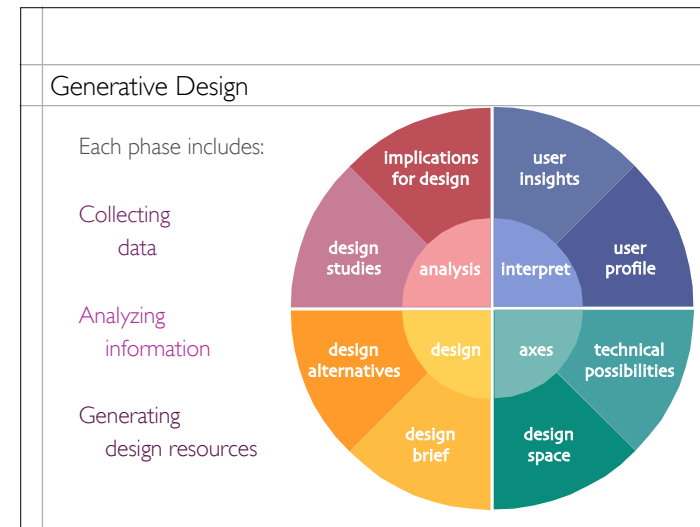 Generative Design
Each phase includes:
Collecting
data
Analyzing
information
Generating
design resources
implications
for design
user
insights
design
studies
analysis
interpret
user
profile
design
alternatives
design
axes
technical
possibilities
design
brief
design
space